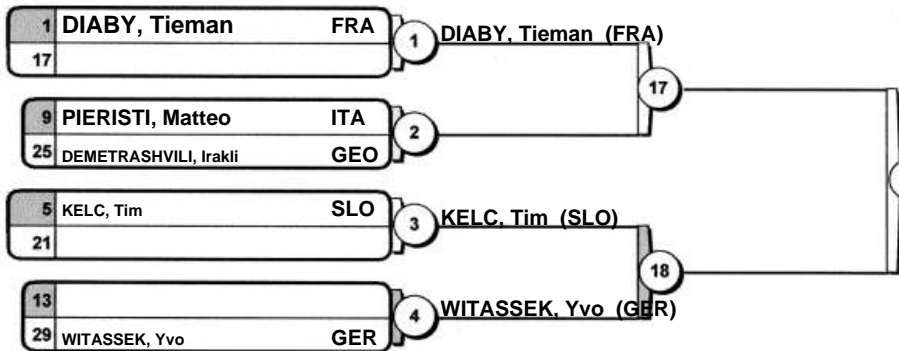 1 DIABY, Tieman FRA
17
1 DIABY, Tieman (FRA)
17
9 PIERISTI, Matteo ITA
25 DEMETRASHVILI, Irakli GEO
2
5 KELC, Tim SLO
21
3 KELC, Tim (SLO)
18
13
29 WITASSEK, Yvo GER
4 WITASSEK, Yvo (GER)